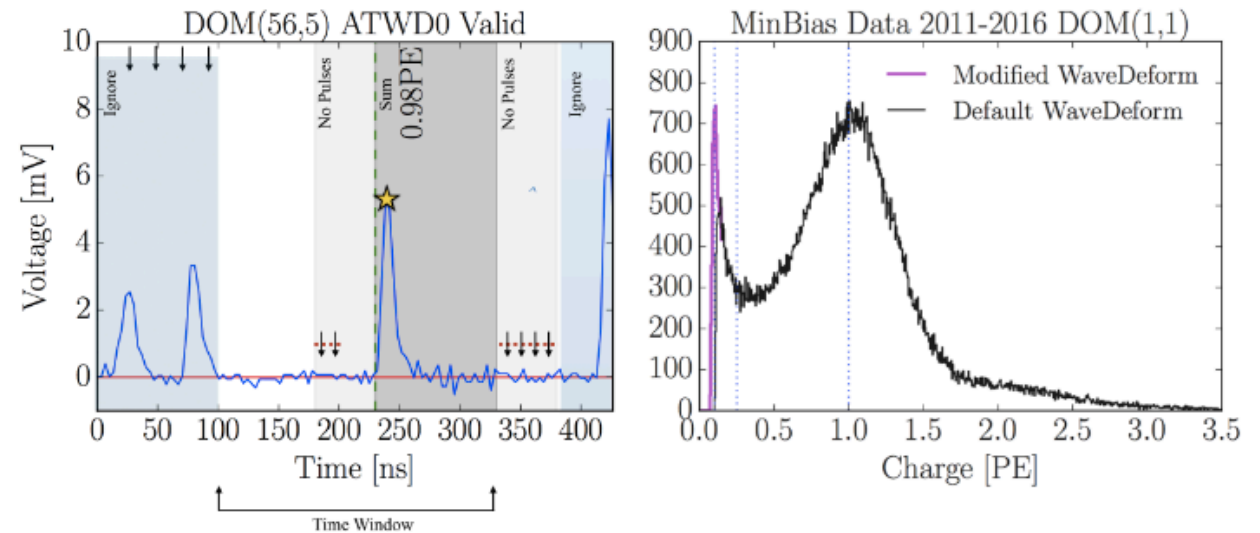 DOM(56,5) ATWD0 Valid
10
8
6
4
2
0
Voltage [mV]
Ignore
No Pulses
Sum
0.98PE
No Pulses
Ignore
0 50 100 150 200 250 300 350 400
Time [ns]
Time Window
MinBias Data 2011-2016 DOM(1,1)
900
800
700
600
500
400
300
200
100
0
Modified WaveDeform
Default WaveDeform
0.5 1.0 1.5 2.0 2.5 3.0 3.5
Charge [PE]